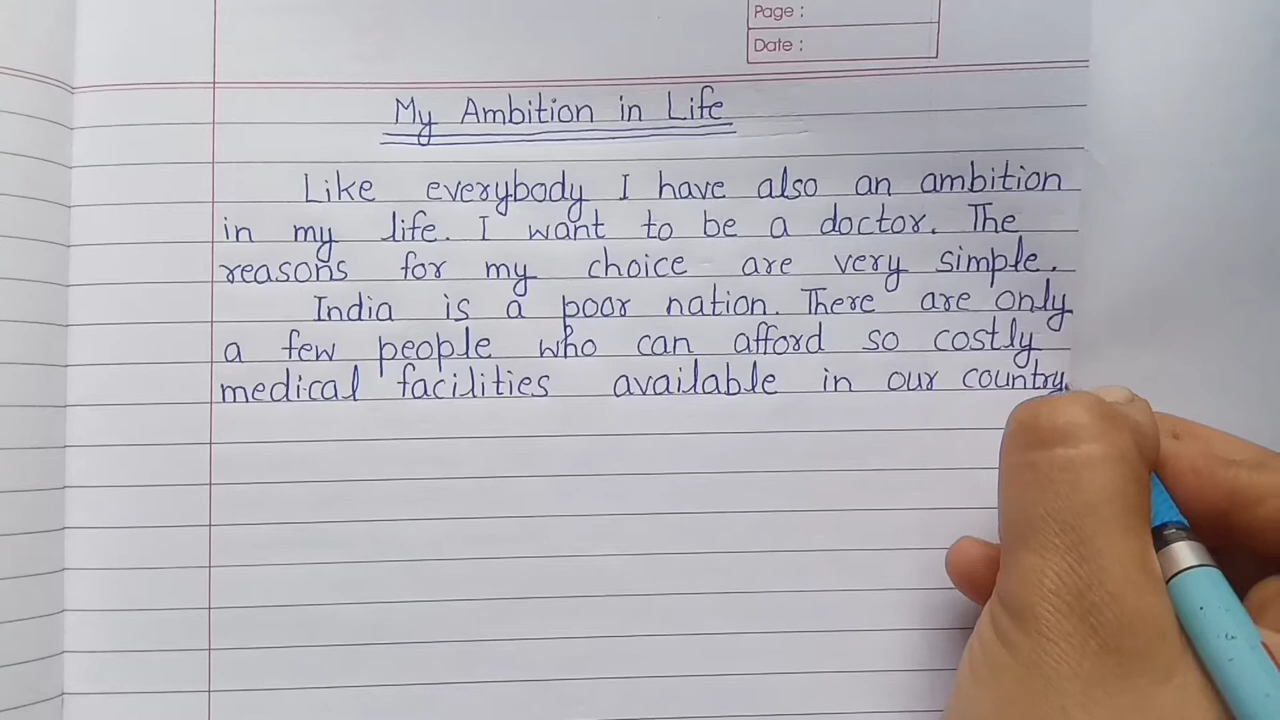 Page :
Date :
My Ambition in Life
Like everybody I have also an ambition
in my life. I want to be a doctor. The
reasons for my choice are very simple.
India is a poor nation. There are only
a few people who can afford so costly
medical facilities available in our country.